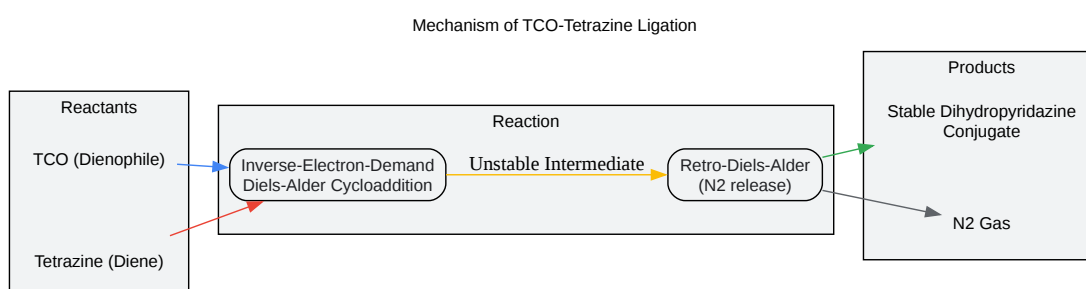 Mechanism of TCO-Tetrazine Ligation
Reactants
TCO (Dienophile)
Tetrazine (Diene)
Reaction
Inverse-Electron-Demand
Diels-Alder Cycloaddition
Unstable Intermediate
Retro-Diels-Alder
(N2 release)
Products
Stable Dihydropyridazine
Conjugate
N2 Gas